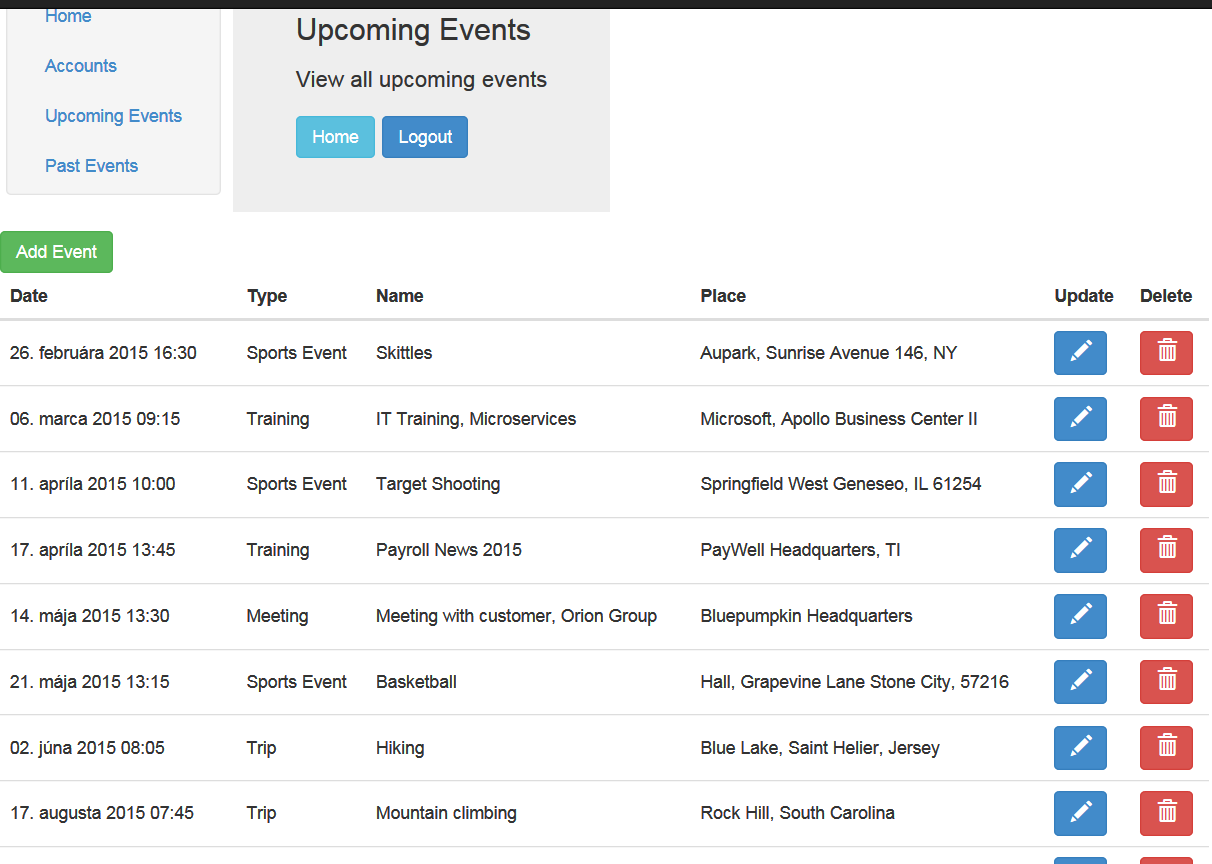 Home
Accounts
Upcoming Events
Past Events
Upcoming Events
View all upcoming events
Home Logout
Add Event
Date Type Name Place Update Delete
26. februára 2015 16:30 Sports Event Skittles Aupark, Sunrise Avenue 146, NY
06. marca 2015 09:15 Training IT Training, Microservices Microsoft, Apollo Business Center II
11. apríla 2015 10:00 Sports Event Target Shooting Springfield West Geneseo, IL 61254
17. apríla 2015 13:45 Training Payroll News 2015 PayWell Headquarters, TI
14. mája 2015 13:30 Meeting Meeting with customer, Orion Group Bluepumpkin Headquarters
21. mája 2015 13:15 Sports Event Basketball Hall, Grapevine Lane Stone City, 57216
02. júna 2015 08:05 Trip Hiking Blue Lake, Saint Helier, Jersey
17. augusta 2015 07:45 Trip Mountain climbing Rock Hill, South Carolina